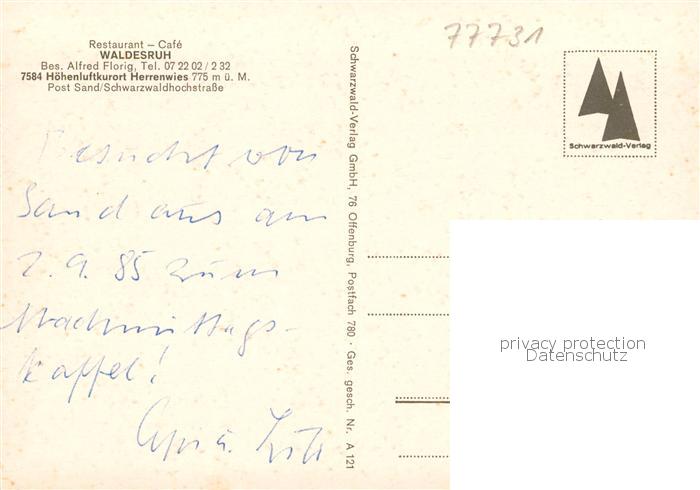 Restaurant – Café
WALDESRUH
Bes. Alfred Florig, Tel. 07 22 02 / 2 32
7584 Höhenluftkurort Herrenwies 775 m ü. M.
Post Sand/Schwarzwaldhochstraße
Besucht von
Sand aus am
2.9.85 zum
Nachmittags-
kaffee!
u.
Schwarzwald-Verlag GmbH, 76 Offenburg, Postfach 780 · Ges. gesch. Nr. A 121
77731
Schwarzwald-Verlag
privacy protection
Datenschutz